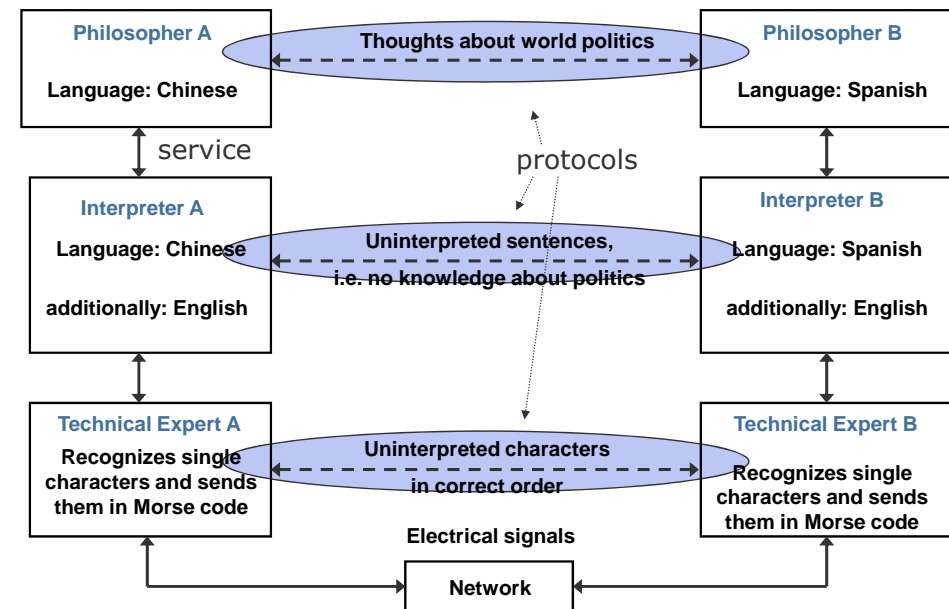 Philosopher A
Thoughts about world politics
Philosopher B
Language: Chinese
Language: Spanish
service
protocols
Interpreter A
Interpreter B
Language: Chinese
Uninterpreted sentences,
Language: Spanish
i.e. no knowledge about politics
additionally: English
additionally: English
Technical Expert A
Technical Expert B
Recognizes single
characters and sends
them in Morse code
Uninterpreted characters
in correct order
Recognizes single
characters and sends
them in Morse code
Electrical signals
Network